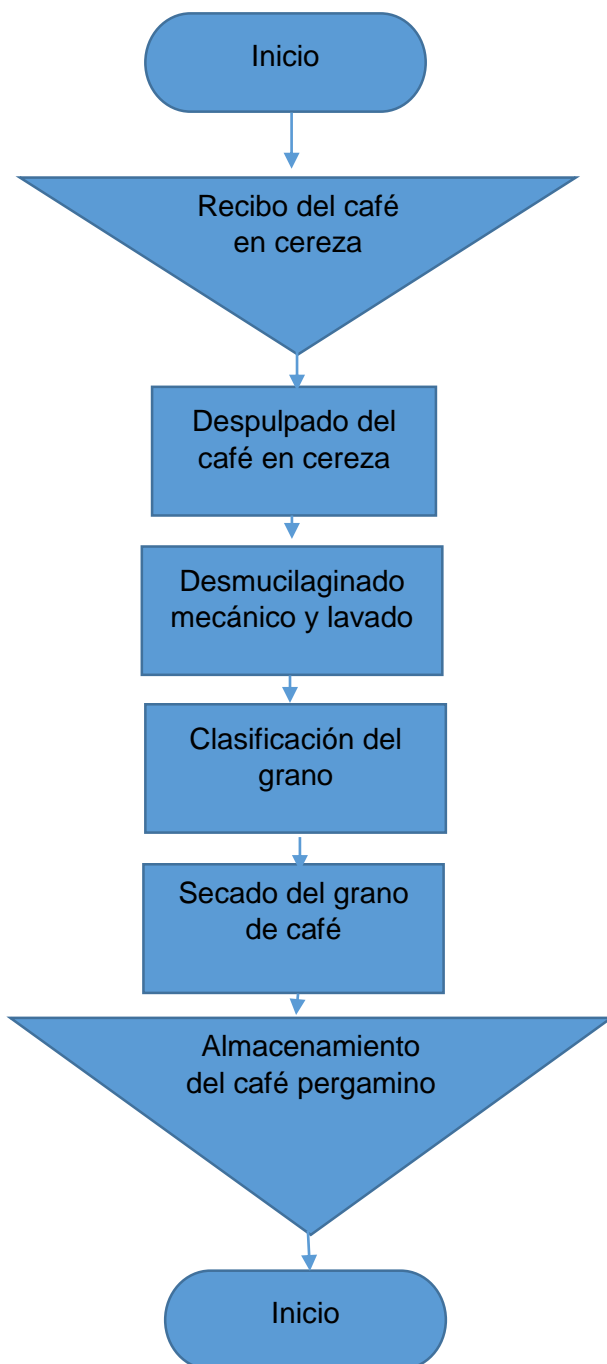 Inicio
Recibo del café
en cereza
Despulpado del
café en cereza
Desmucilaginado
mecánico y lavado
Clasificación del
grano
Secado del grano
de café
Almacenamiento
del café pergamino
Inicio